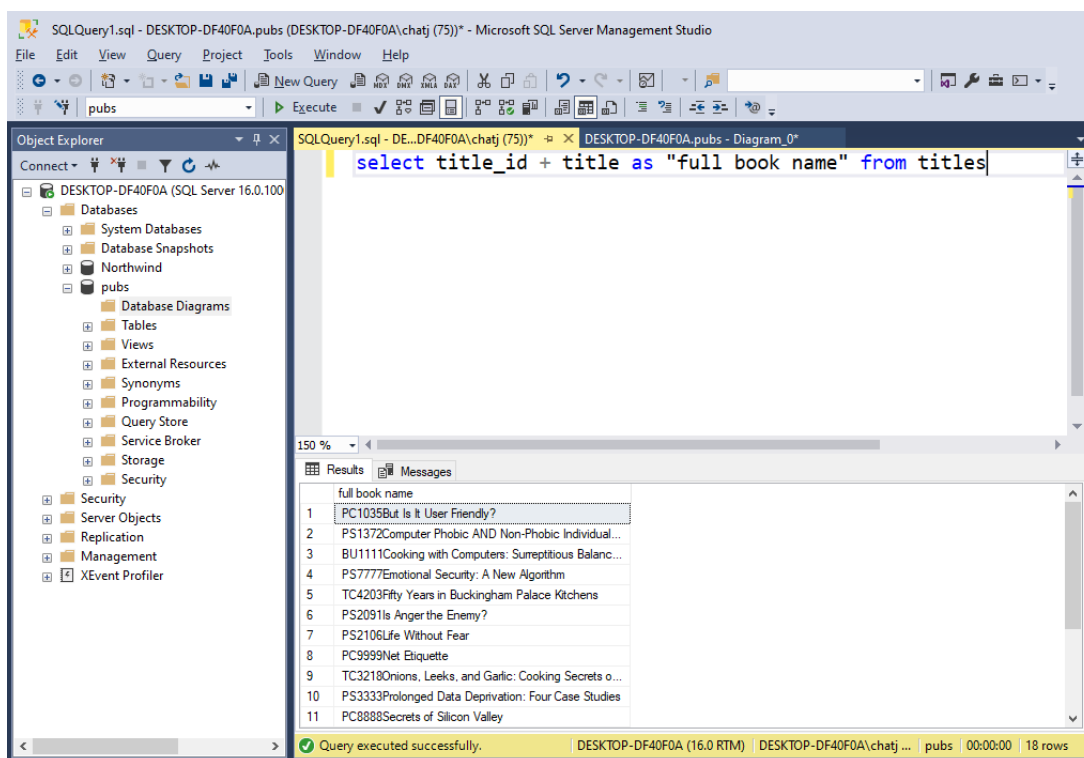 SQLQuery1.sql - DESKTOP-DF40F0A.pubs (DESKTOP-DF40F0A\chatj (75))* - Microsoft SQL Server Management Studio
File Edit View Query Project Tools Window Help
New Query MDX DMX XMLA DAX
pubs Execute
Object Explorer
SQLQuery1.sql - DE...DF40F0A\chatj (75))* DESKTOP-DF40F0A.pubs - Diagram_0*
Connect
select title_id + title as "full book name" from titles
DESKTOP-DF40F0A (SQL Server 16.0.100
Databases
System Databases
Database Snapshots
Northwind
pubs
Database Diagrams
Tables
Views
External Resources
Synonyms
Programmability
Query Store
Service Broker
Storage
Security
Security
Server Objects
Replication
Management
XEvent Profiler
150 %
Results Messages
full book name
1 PC1035But Is It User Friendly?
2 PS1372Computer Phobic AND Non-Phobic Individual...
3 BU1111Cooking with Computers: Surreptitious Balanc...
4 PS7777Emotional Security: A New Algorithm
5 TC4203Fifty Years in Buckingham Palace Kitchens
6 PS2091Is Anger the Enemy?
7 PS2106Life Without Fear
8 PC9999Net Etiquette
9 TC3218Onions, Leeks, and Garlic: Cooking Secrets o...
10 PS3333Prolonged Data Deprivation: Four Case Studies
11 PC8888Secrets of Silicon Valley
Query executed successfully. DESKTOP-DF40F0A (16.0 RTM) DESKTOP-DF40F0A\chatj ... pubs 00:00:00 18 rows